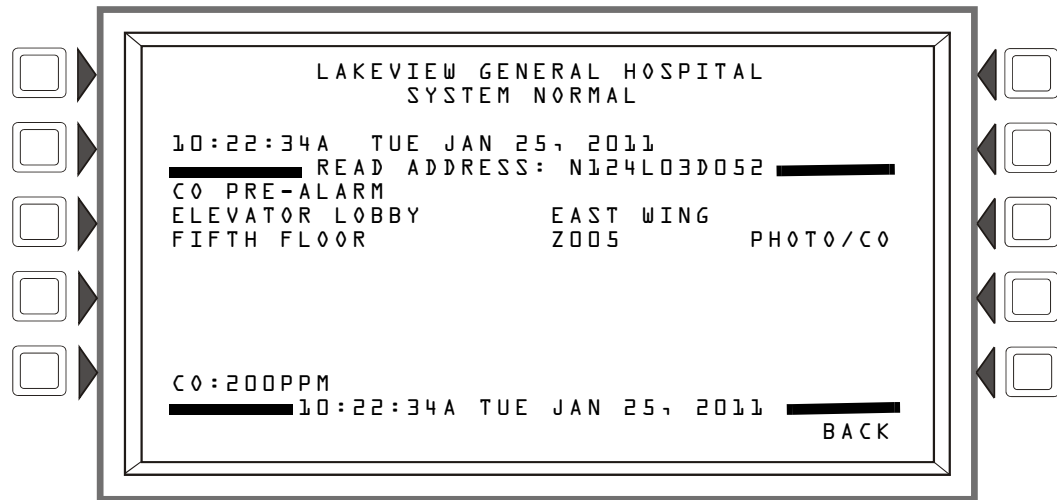 LAKEVIEW GENERAL HOSPITAL
SYSTEM NORMAL
10:22:34A TUE JAN 25, 2011
READ ADDRESS: N124L03D052
CO PRE-ALARM
ELEVATOR LOBBY EAST WING
FIFTH FLOOR Z005 PHOTO/CO
CO:200PPM
10:22:34A TUE JAN 25, 2011
BACK